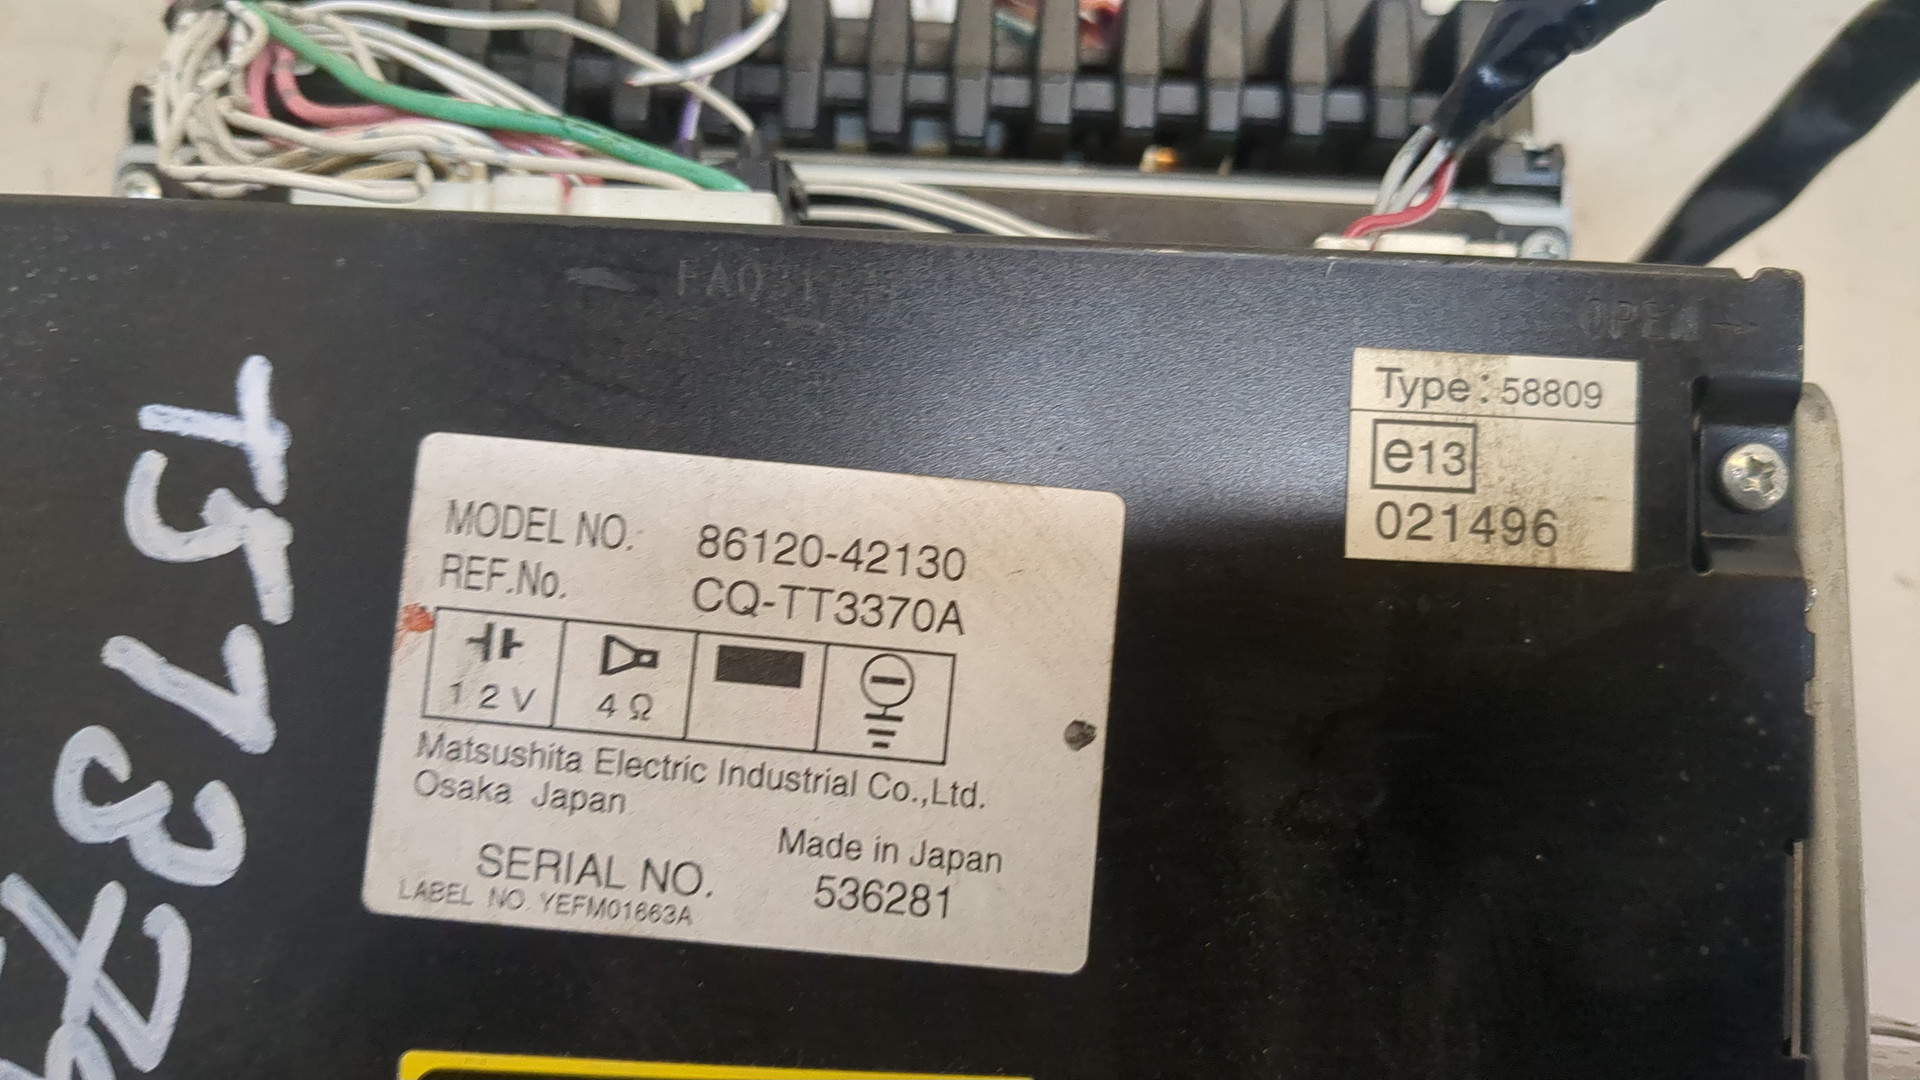 OPEN →
Type: 58809
e13
021496
MODEL NO. 86120-42130
REF.No. CQ-TT3370A
12V 4Ω
Matsushita Electric Industrial Co.,Ltd.
Osaka Japan
Made in Japan
SERIAL NO. 536281
LABEL NO. YEFM01663A